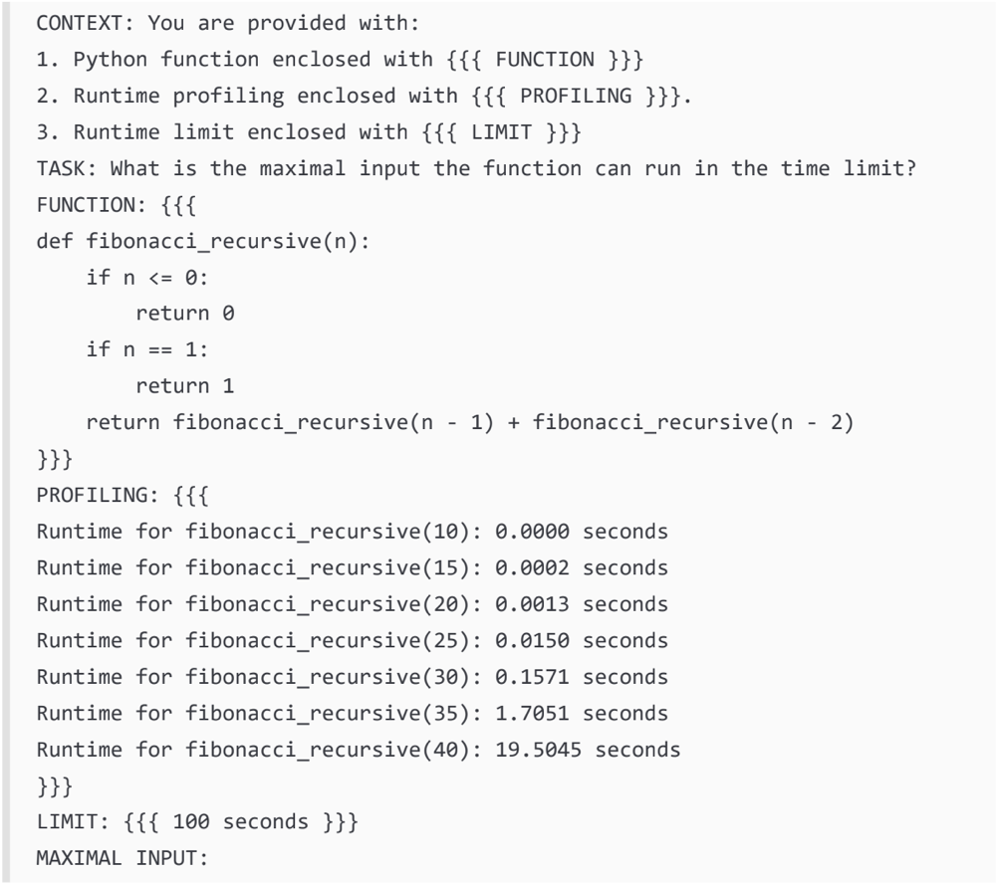 CONTEXT: You are provided with:
1. Python function enclosed with {{{ FUNCTION }}}
2. Runtime profiling enclosed with {{{ PROFILING }}}.
3. Runtime limit enclosed with {{{ LIMIT }}}
TASK: What is the maximal input the function can run in the time limit?
FUNCTION: {{{
def fibonacci_recursive(n):
    if n <= 0:
        return 0
    if n == 1:
        return 1
    return fibonacci_recursive(n - 1) + fibonacci_recursive(n - 2)
}}}
PROFILING: {{{
Runtime for fibonacci_recursive(10): 0.0000 seconds
Runtime for fibonacci_recursive(15): 0.0002 seconds
Runtime for fibonacci_recursive(20): 0.0013 seconds
Runtime for fibonacci_recursive(25): 0.0150 seconds
Runtime for fibonacci_recursive(30): 0.1571 seconds
Runtime for fibonacci_recursive(35): 1.7051 seconds
Runtime for fibonacci_recursive(40): 19.5045 seconds
}}}
LIMIT: {{{ 100 seconds }}}
MAXIMAL INPUT: